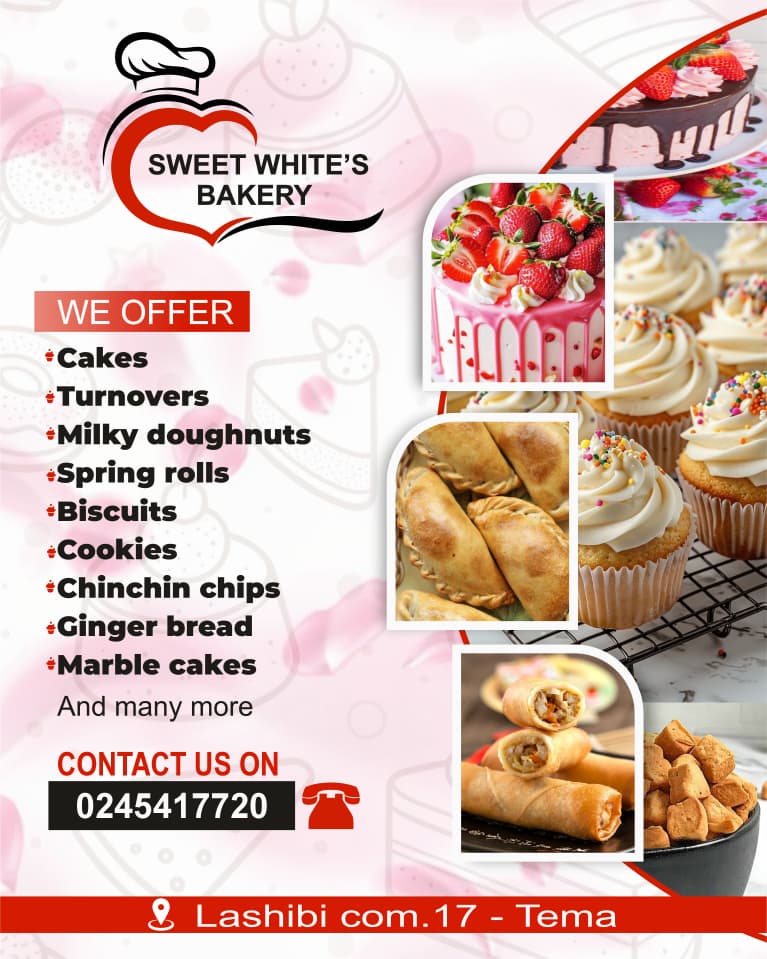 SWEET WHITE'S
BAKERY
WE OFFER
Cakes
Turnovers
Milky doughnuts
Spring rolls
Biscuits
Cookies
Chinchin chips
Ginger bread
Marble cakes
And many more
CONTACT US ON
0245417720
Lashibi com.17 - Tema